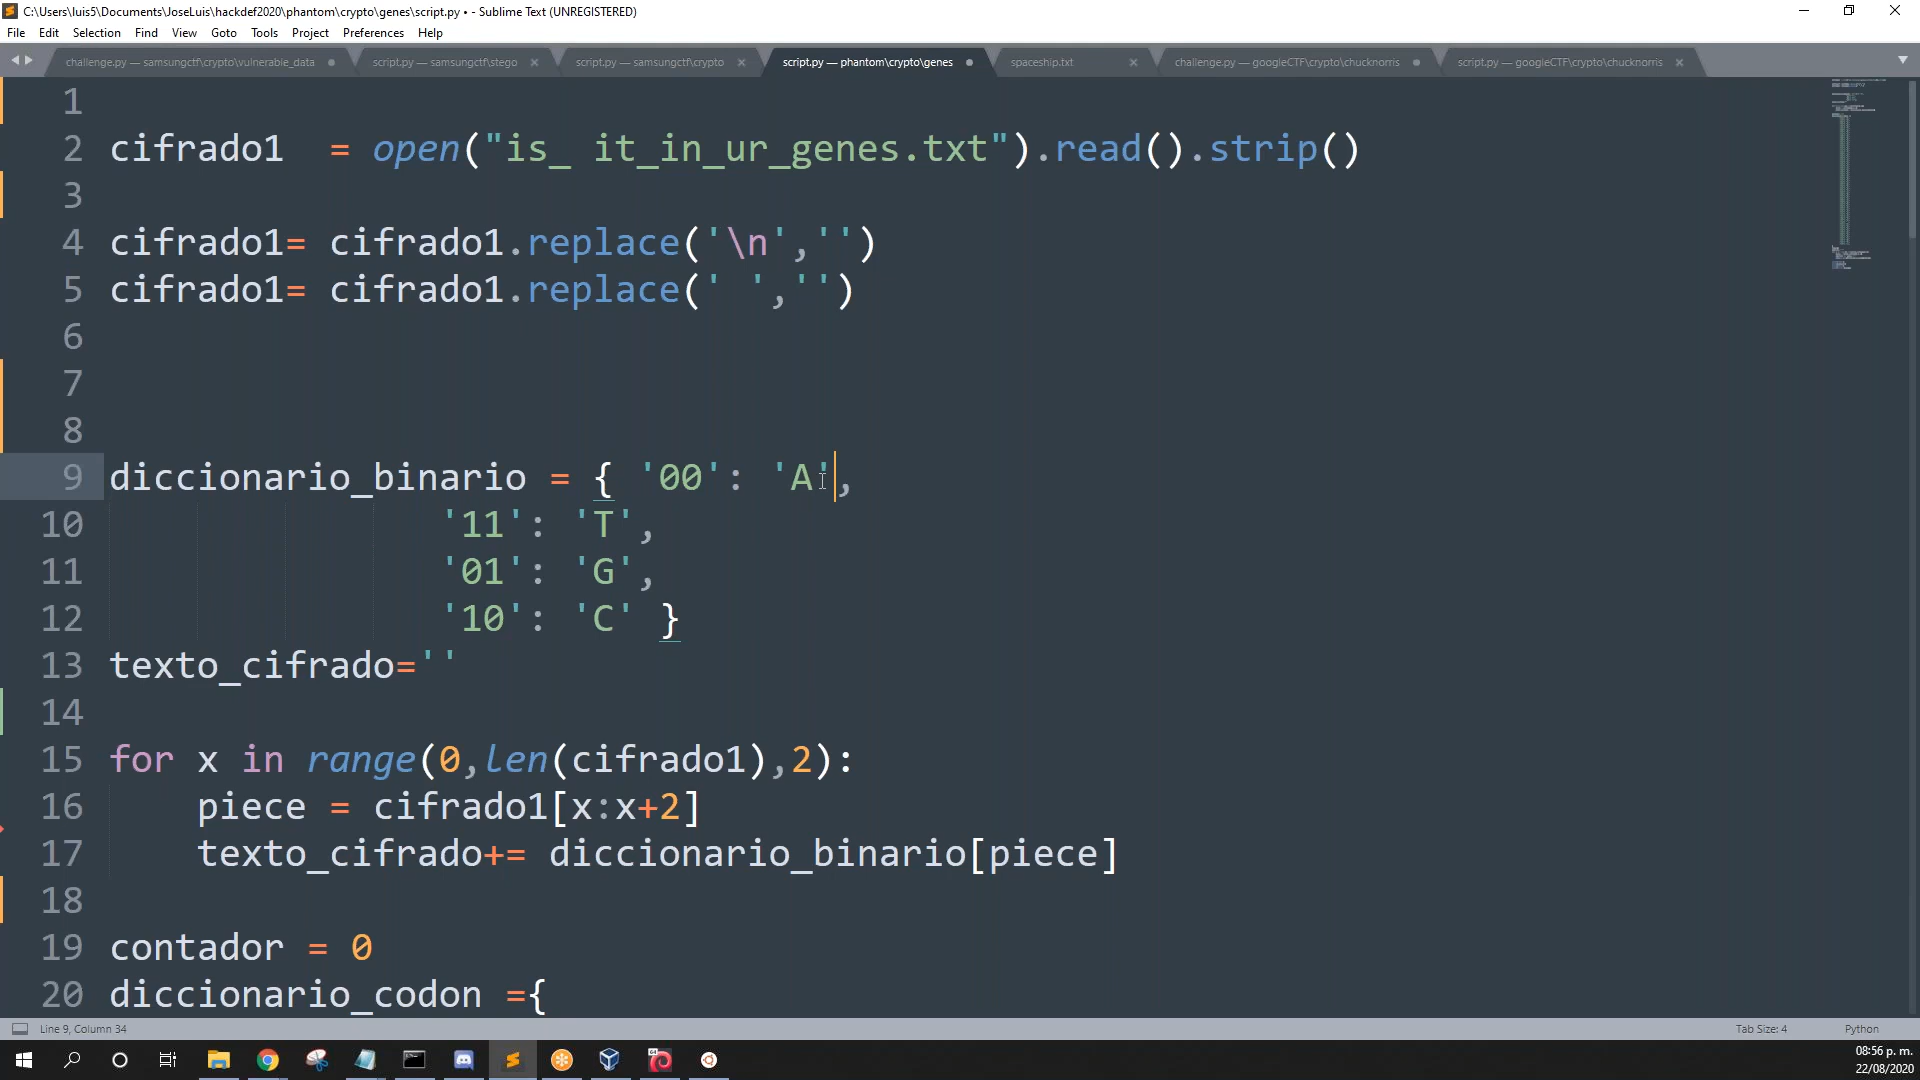 C:\Users\luis5\Documents\JoseLuis\hackdef2020\phantom\crypto\genes\script.py • - Sublime Text (UNREGISTERED)
File Edit Selection Find View Goto Tools Project Preferences Help
challenge.py — samsungctf\crypto\vulnerable_data script.py — samsungctf\stego script.py — samsungctf\crypto script.py — phantom\crypto\genes spaceship.txt challenge.py — googleCTF\crypto\chucknorris script.py — googleCTF\crypto\chucknorris
1
2 cifrado1  = open("is_ it_in_ur_genes.txt").read().strip()
3
4 cifrado1= cifrado1.replace('\n','')
5 cifrado1= cifrado1.replace(' ','')
6
7
8
9 diccionario_binario = { '00': 'A',
10 '11': 'T',
11 '01': 'G',
12 '10': 'C' }
13 texto_cifrado=''
14
15 for x in range(0,len(cifrado1),2):
16 piece = cifrado1[x:x+2]
17 texto_cifrado+= diccionario_binario[piece]
18
19 contador = 0
20 diccionario_codon ={
Line 9, Column 34 Tab Size: 4 Python
08:56 p. m.
22/08/2020